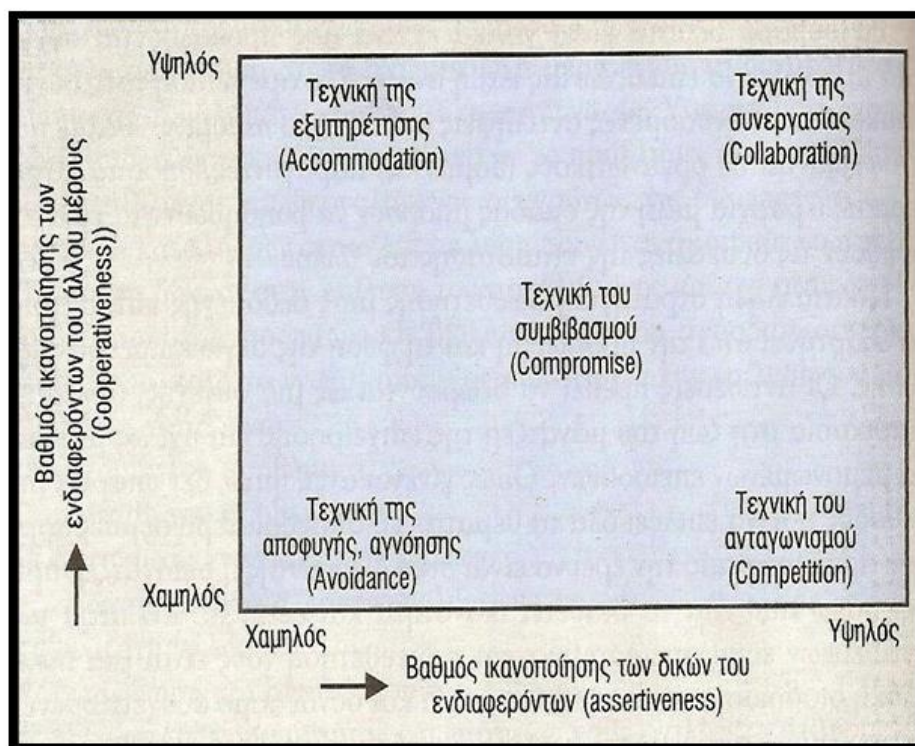 Υψηλός
Τεχνική της
εξυπηρέτησης
(Accommodation)
Τεχνική της
συνεργασίας
(Collaboration)
Βαθμός ικανοποίησης των
ενδιαφερόντων του άλλου μέρους
(Cooperativeness)
Τεχνική του
συμβιβασμού
(Compromise)
Τεχνική της
αποφυγής, αγνόησης
(Avoidance)
Τεχνική του
ανταγωνισμού
(Competition)
Χαμηλός
Χαμηλός
Υψηλός
Βαθμός ικανοποίησης των δικών του
ενδιαφερόντων (assertiveness)